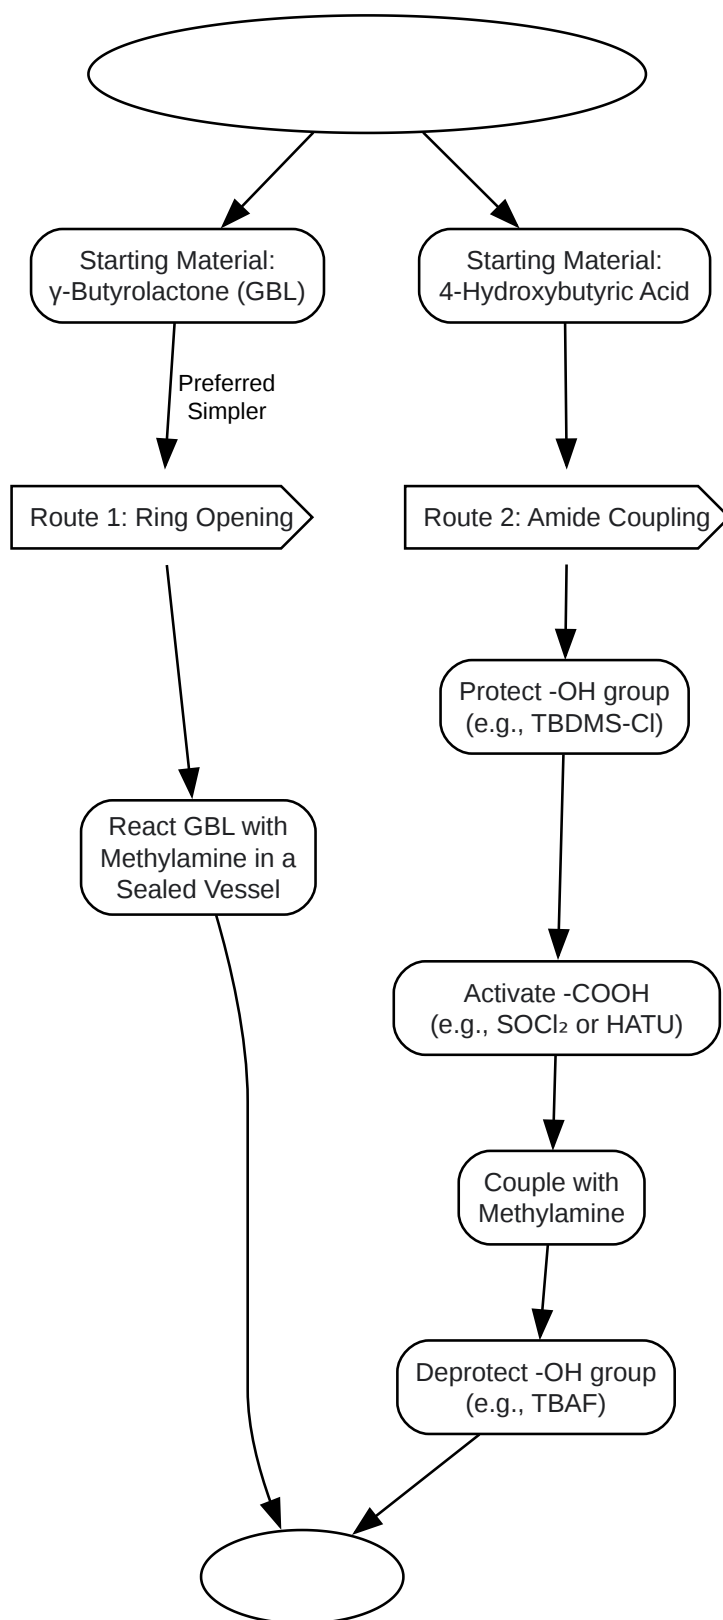 Starting Material:
γ-Butyrolactone (GBL)
Starting Material:
4-Hydroxybutyric Acid
Preferred
Simpler
Route 1: Ring Opening
Route 2: Amide Coupling
Protect -OH group
(e.g., TBDMS-Cl)
React GBL with
Methylamine in a
Sealed Vessel
Activate -COOH
(e.g., SOCl₂ or HATU)
Couple with
Methylamine
Deprotect -OH group
(e.g., TBAF)